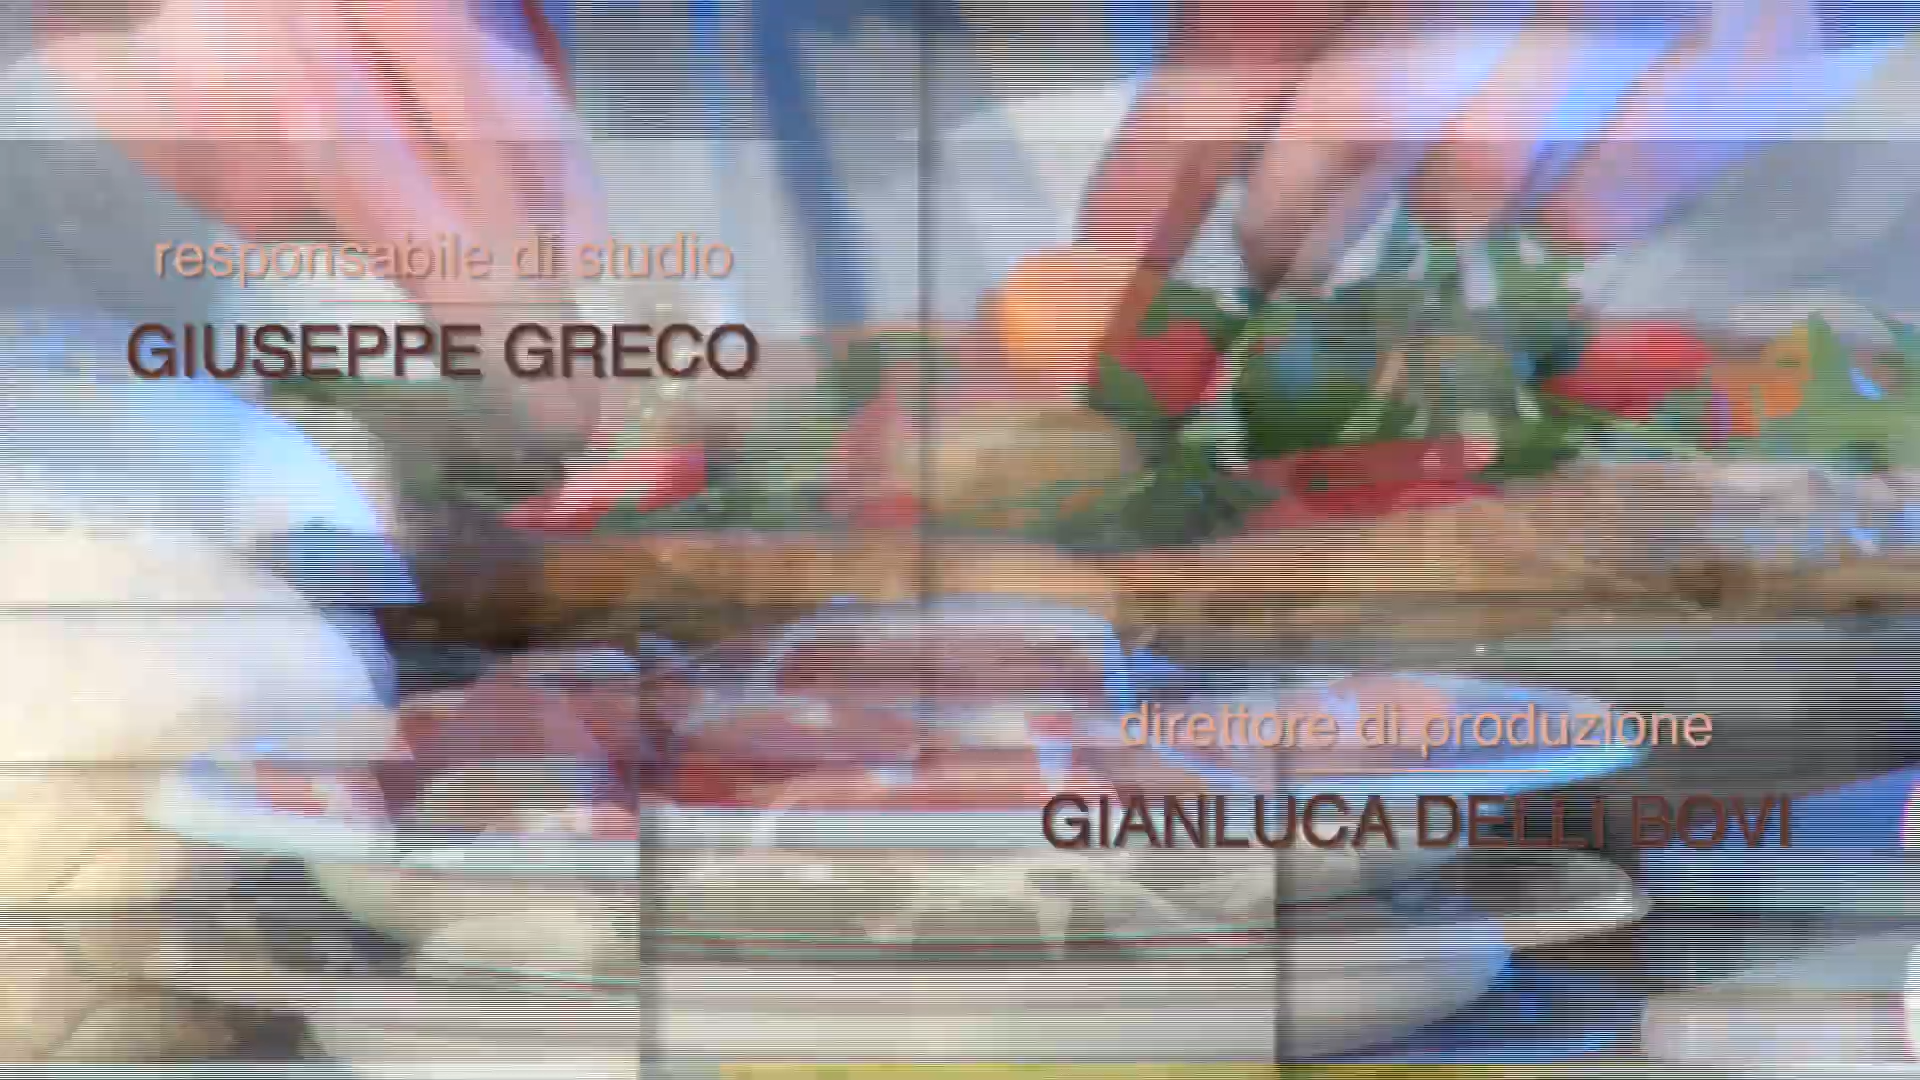 responsabile di studio
GIUSEPPE GRECO
direttore di produzione
GIANLUCA DELLI BOVI